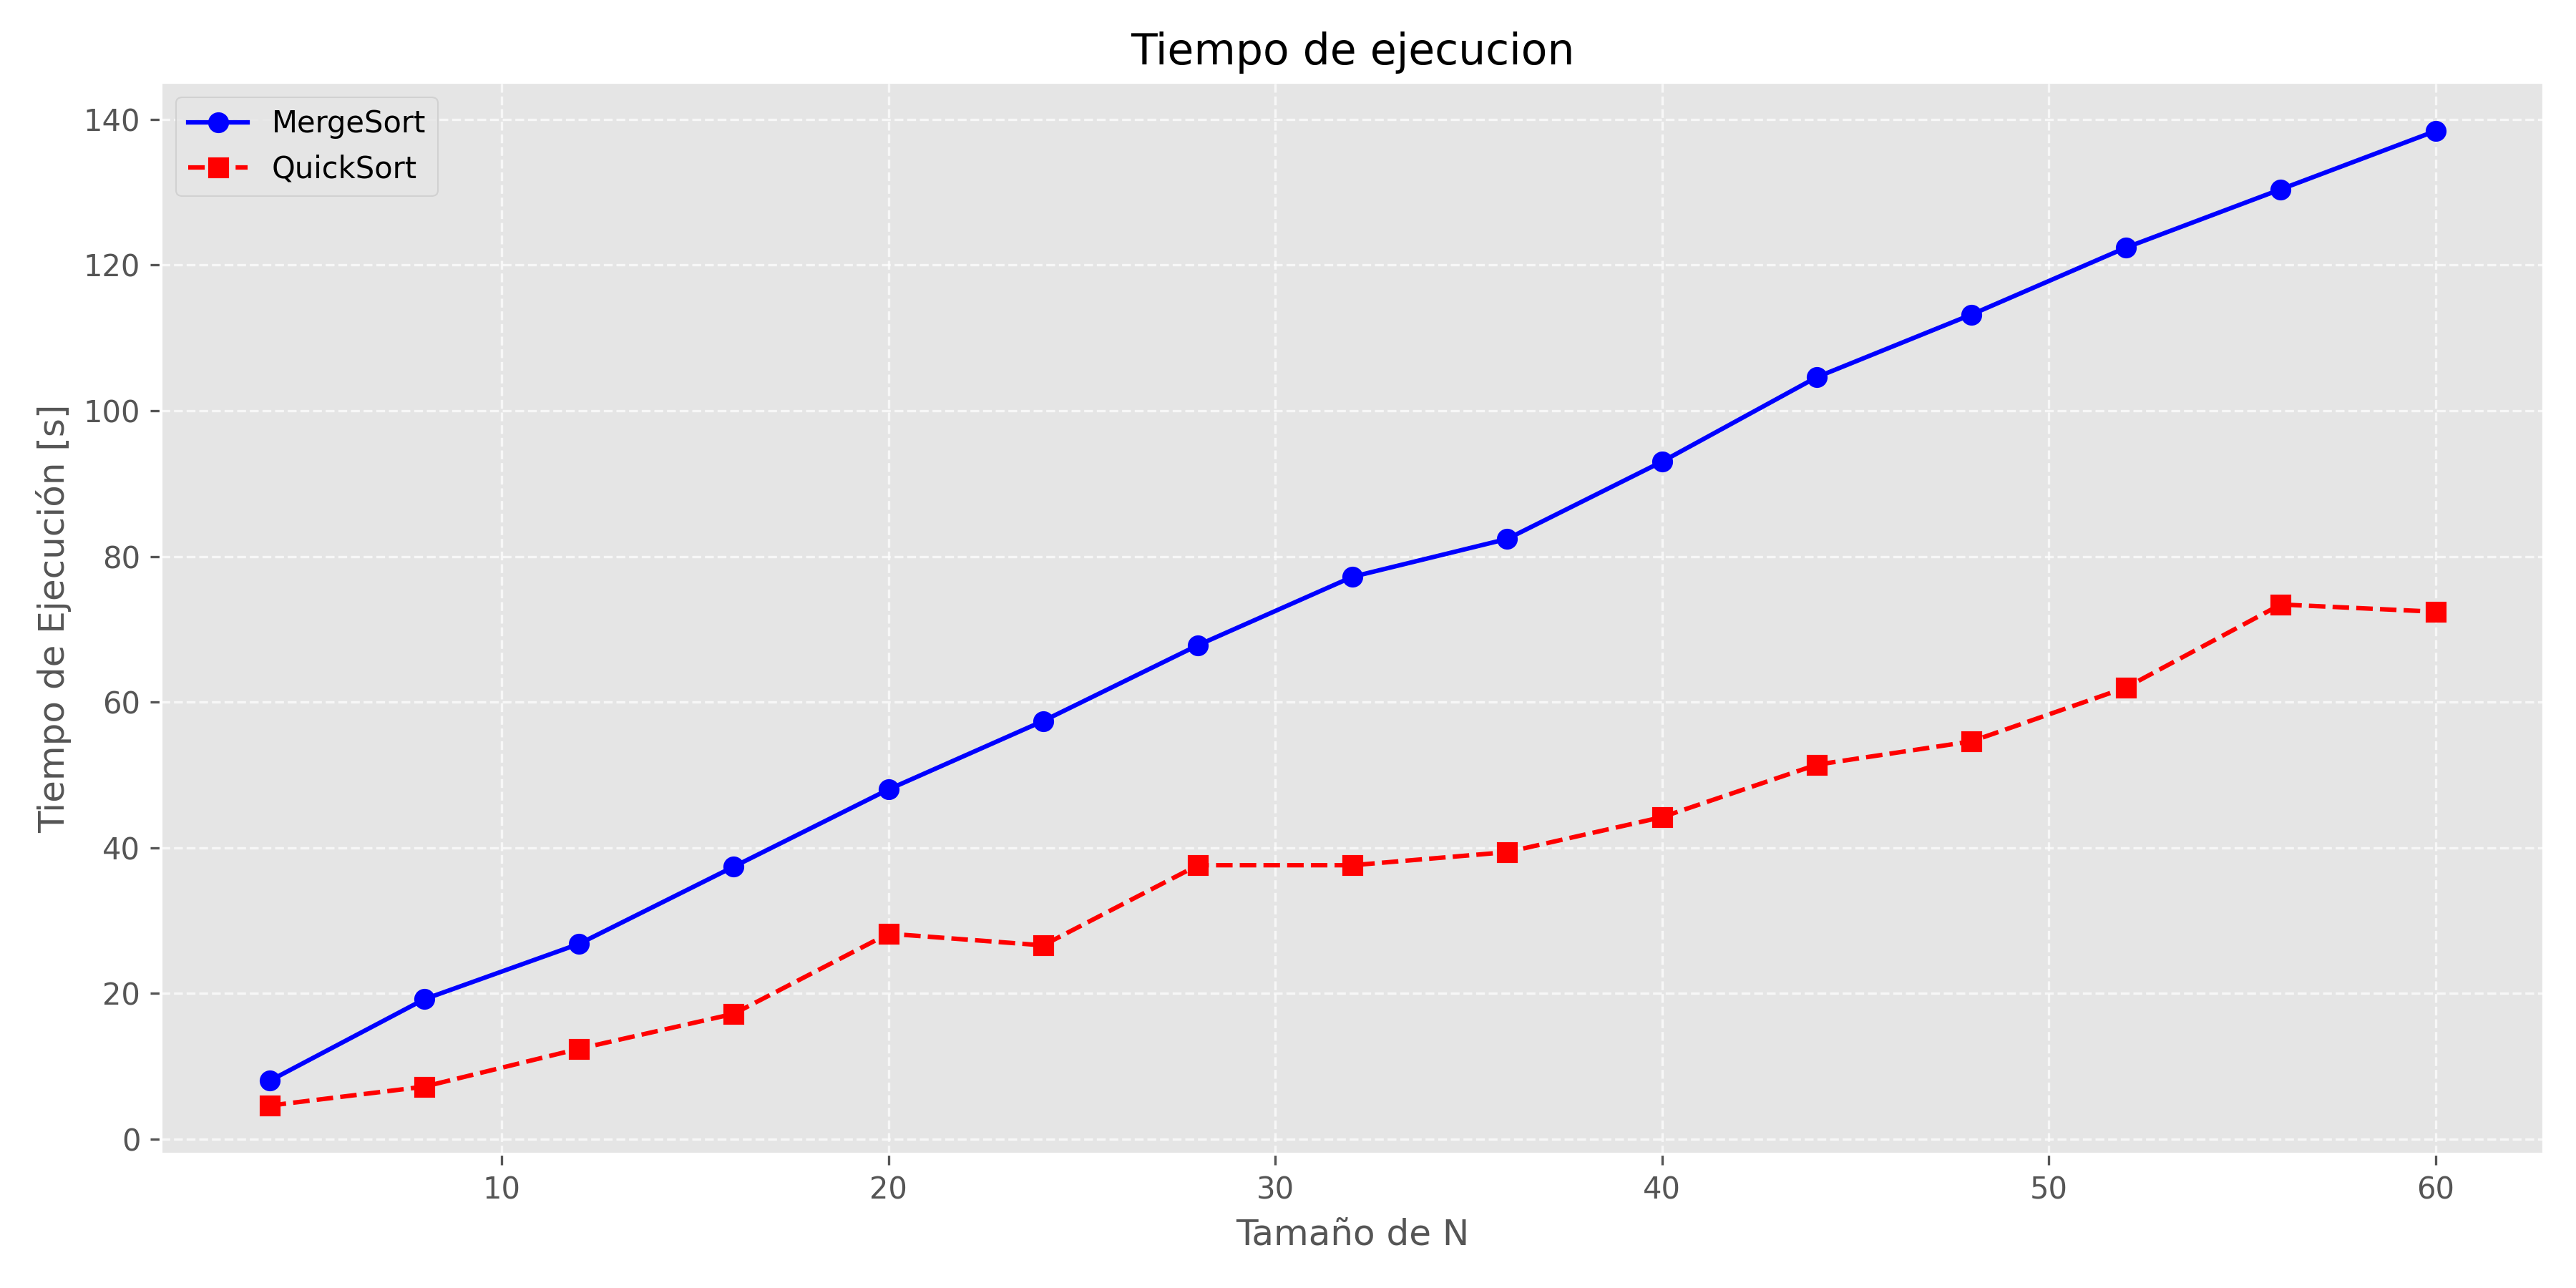 Tiempo de ejecucion
MergeSort
QuickSort
Tiempo de Ejecución [s]
140
120
100
80
60
40
20
0
10 20 30 40 50 60
Tamaño de N